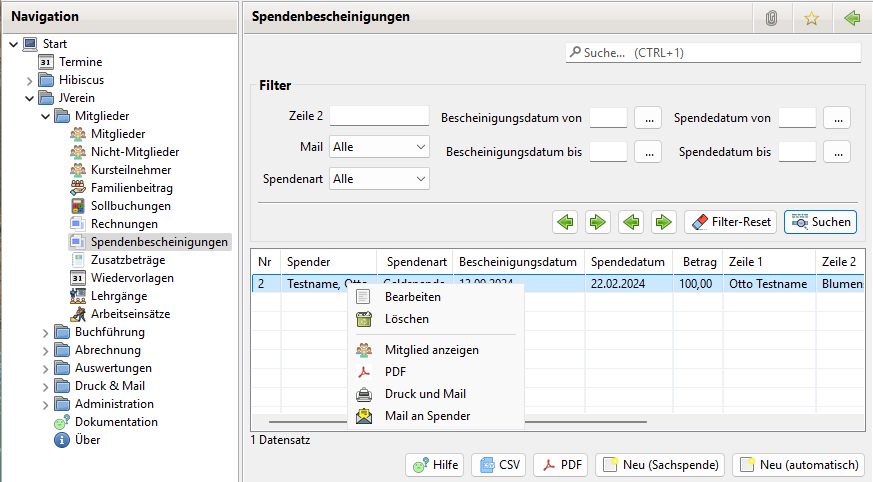 Navigation
Start
Termine
Hibiscus
JVerein
Mitglieder
Mitglieder
Nicht-Mitglieder
Kursteilnehmer
Familienbeitrag
Sollbuchungen
Rechnungen
Spendenbescheinigungen
Zusatzbeträge
Wiedervorlagen
Lehrgänge
Arbeitseinsätze
Buchführung
Abrechnung
Auswertungen
Druck & Mail
Administration
Dokumentation
Über
Spendenbescheinigungen
Suche... (CTRL+1)
Filter
Zeile 2 Bescheinigungsdatum von ... Spendedatum von ...
Mail Alle Bescheinigungsdatum bis ... Spendedatum bis ...
Spendenart Alle
Filter-Reset Suchen
Nr Spender Spendenart Bescheinigungsdatum Spendedatum Betrag Zeile 1 Zeile 2
2 Testname, Otto Geldspende 13.09.2024 22.02.2024 100,00 Otto Testname Blumens
Bearbeiten
Löschen
Mitglied anzeigen
PDF
Druck und Mail
Mail an Spender
1 Datensatz
Hilfe CSV PDF Neu (Sachspende) Neu (automatisch)